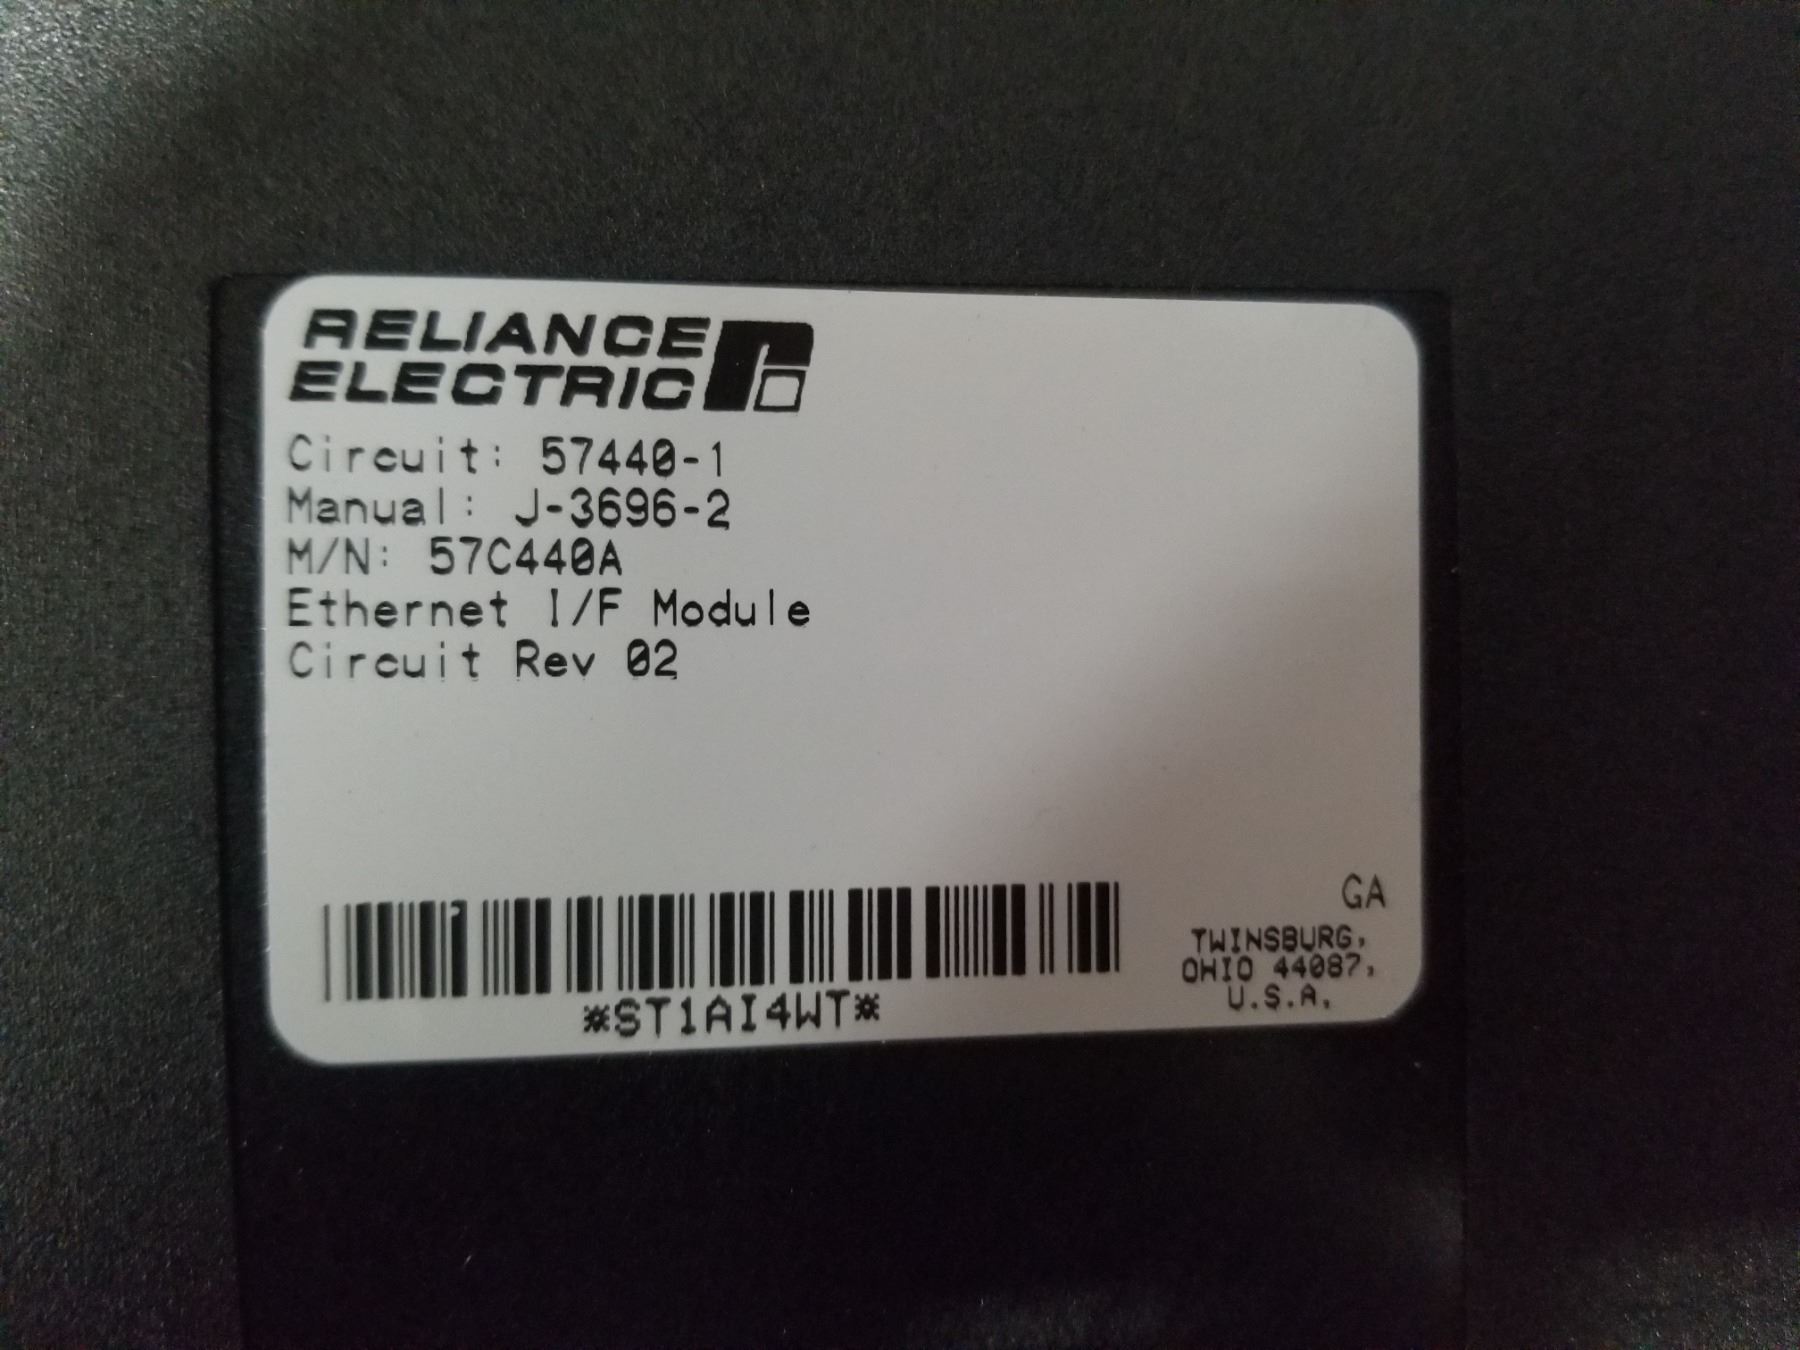 RELIANCE
ELECTRIC
Circuit: 57440-1
Manual: J-3696-2
M/N: 57C440A
Ethernet I/F Module
Circuit Rev 02
GA
TWINSBURG,
OHIO 44087,
U.S.A.
*ST1AI4WT*